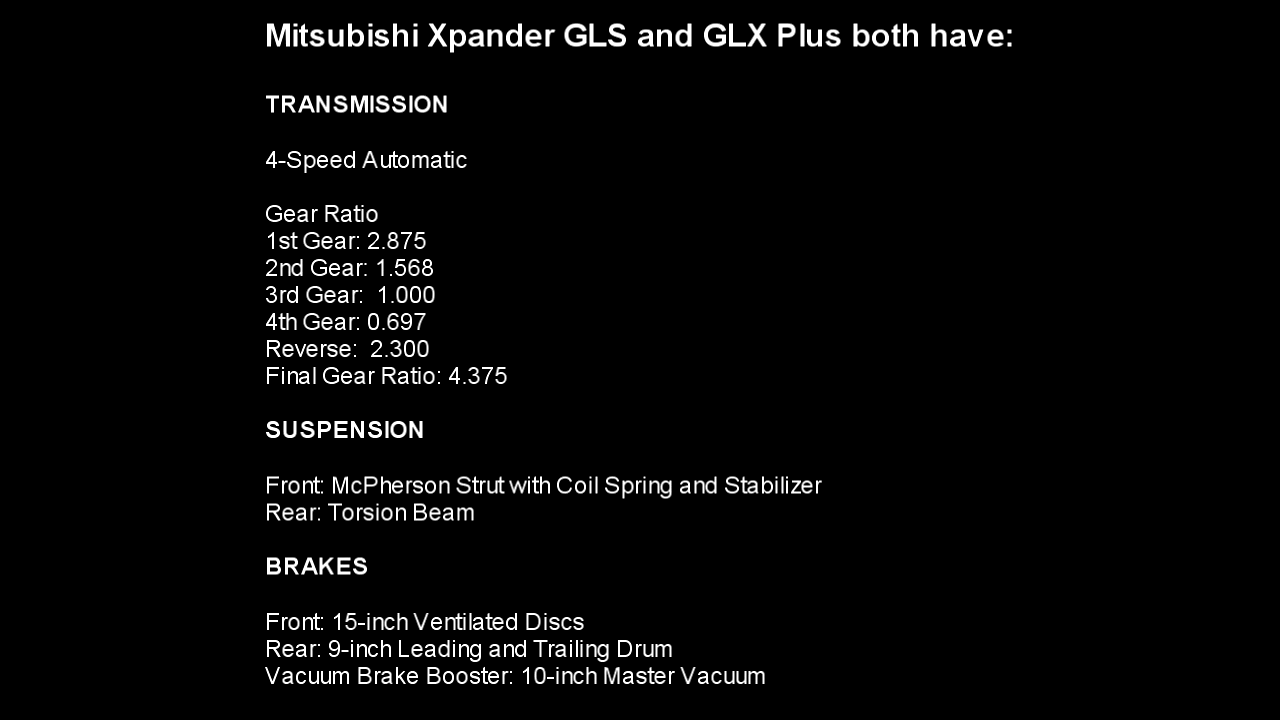 Mitsubishi Xpander GLS and GLX Plus both have:
TRANSMISSION
4-Speed Automatic
Gear Ratio
1st Gear: 2.875
2nd Gear: 1.568
3rd Gear:  1.000
4th Gear: 0.697
Reverse:  2.300
Final Gear Ratio: 4.375
SUSPENSION
Front: McPherson Strut with Coil Spring and Stabilizer
Rear: Torsion Beam
BRAKES
Front: 15-inch Ventilated Discs
Rear: 9-inch Leading and Trailing Drum
Vacuum Brake Booster: 10-inch Master Vacuum